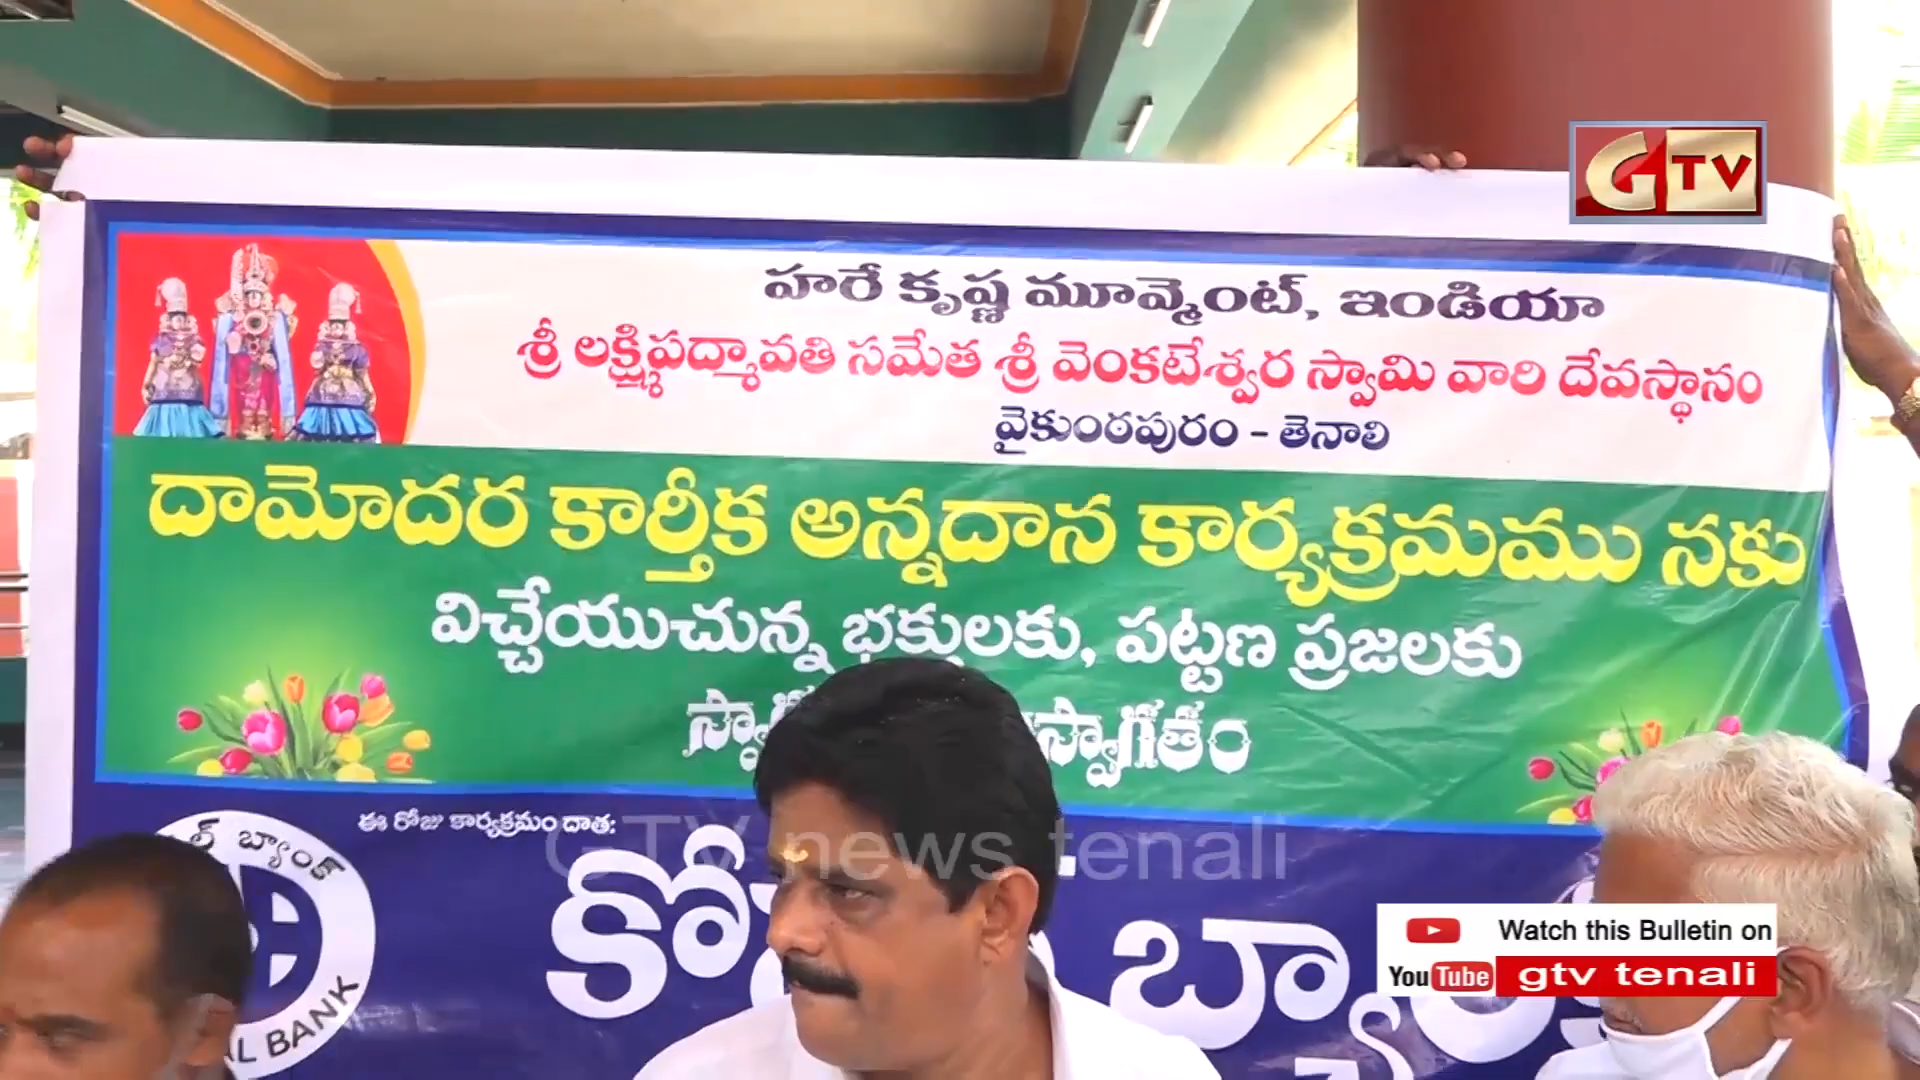 GTV
హరే కృష్ణ మూవ్మెంట్, ఇండియా
శ్రీ లక్ష్మిపద్మావతి సమేత శ్రీ వెంకటేశ్వర స్వామి వారి దేవస్థానం
వైకుంఠపురం - తెనాలి
దామోదర కార్తీక అన్నదాన కార్యక్రమము నకు
విచ్చేయుచున్న భక్తులకు, పట్టణ ప్రజలకు
ఈ రోజు కార్యక్రమం దాత:
బ్యాంక్
BANK
GTV news tenali
Watch this Bulletin on
YouTube gtv tenali